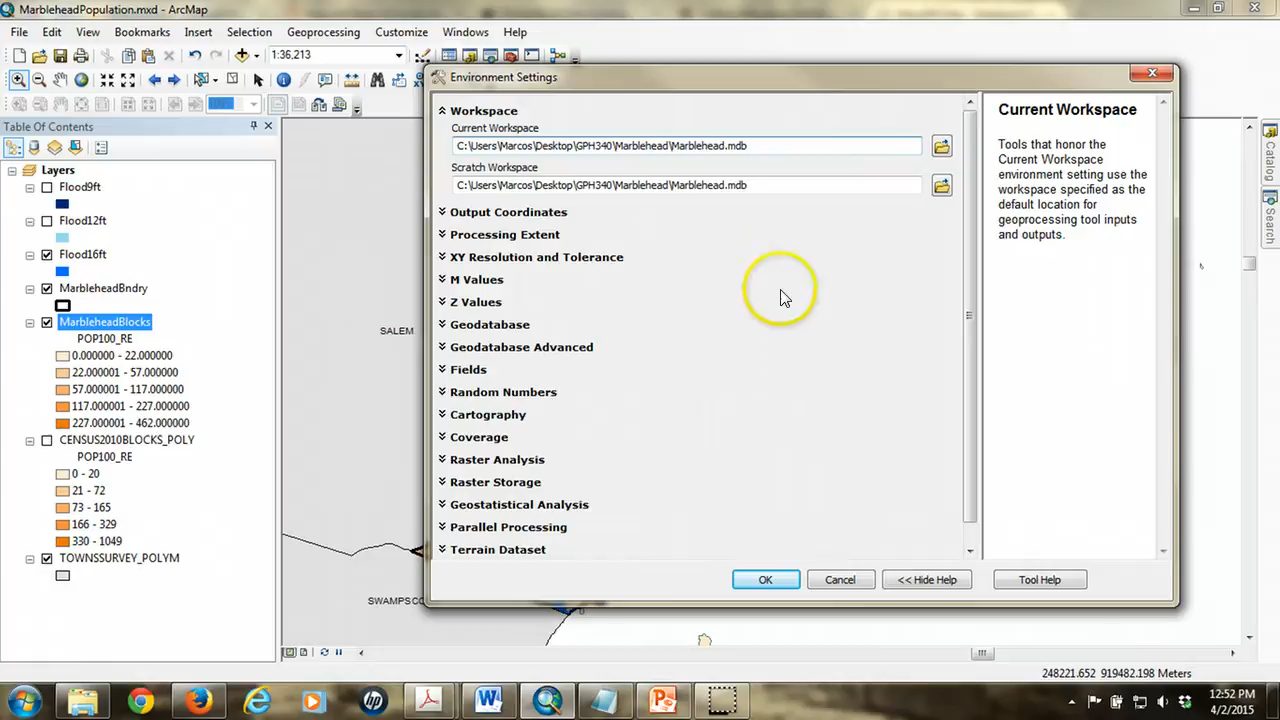 MarbleheadPopulation.mxd - ArcMap
File Edit View Bookmarks Insert Selection Geoprocessing Customize Windows Help
1:36,213
Table Of Contents
Layers
Flood9ft
Flood12ft
Flood16ft
MarbleheadBndry
MarbleheadBlocks
POP100_RE
0.000000 - 22.000000
22.000001 - 57.000000
57.000001 - 117.000000
117.000001 - 227.000000
227.000001 - 462.000000
CENSUS2010BLOCKS_POLY
POP100_RE
0 - 20
21 - 72
73 - 165
166 - 329
330 - 1049
TOWNSSURVEY_POLYM
SALEM
SWAMPSCO
Environment Settings
Workspace
Current Workspace
C:\Users\Marcos\Desktop\GPH340\Marblehead\Marblehead.mdb
Scratch Workspace
C:\Users\Marcos\Desktop\GPH340\Marblehead\Marblehead.mdb
Output Coordinates
Processing Extent
XY Resolution and Tolerance
M Values
Z Values
Geodatabase
Geodatabase Advanced
Fields
Random Numbers
Cartography
Coverage
Raster Analysis
Raster Storage
Geostatistical Analysis
Parallel Processing
Terrain Dataset
OK Cancel << Hide Help Tool Help
Current Workspace
Tools that honor the
Current Workspace
environment setting use the
workspace specified as the
default location for
geoprocessing tool inputs
and outputs.
Catalog
Search
248221.652 919482.198 Meters
12:52 PM
4/2/2015